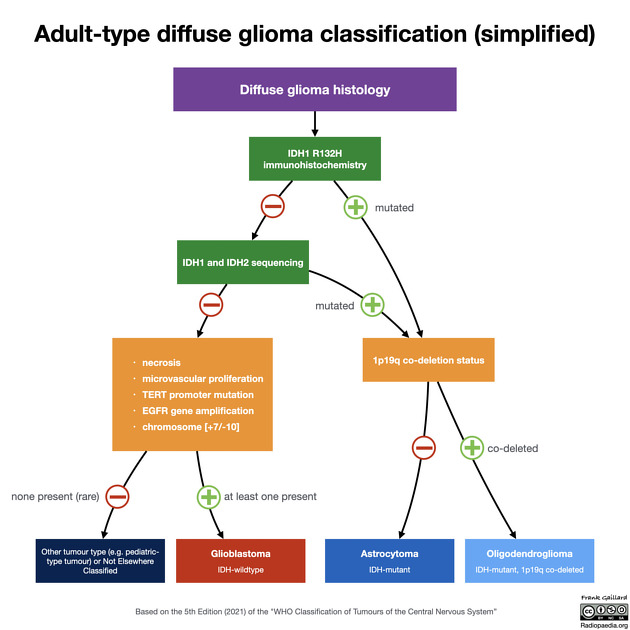 Adult-type diffuse glioma classification (simplified)
Diffuse glioma histology
IDH1 R132H
immunohistochemistry
mutated
IDH1 and IDH2 sequencing
mutated
· necrosis
· microvascular proliferation
· TERT promoter mutation
· EGFR gene amplification
· chromosome [+7/-10]
1p19q co-deletion status
none present (rare)
at least one present
co-deleted
Other tumour type (e.g. pediatric-
type tumour) or Not Elsewhere
Classified
Glioblastoma
IDH-wildtype
Astrocytoma
IDH-mutant
Oligodendroglioma
IDH-mutant, 1p19q co-deleted
Based on the 5th Edition (2021) of the "WHO Classification of Tumours of the Central Nervous System"
Frank Gaillard
cc
BY NC SA
Radiopaedia.org